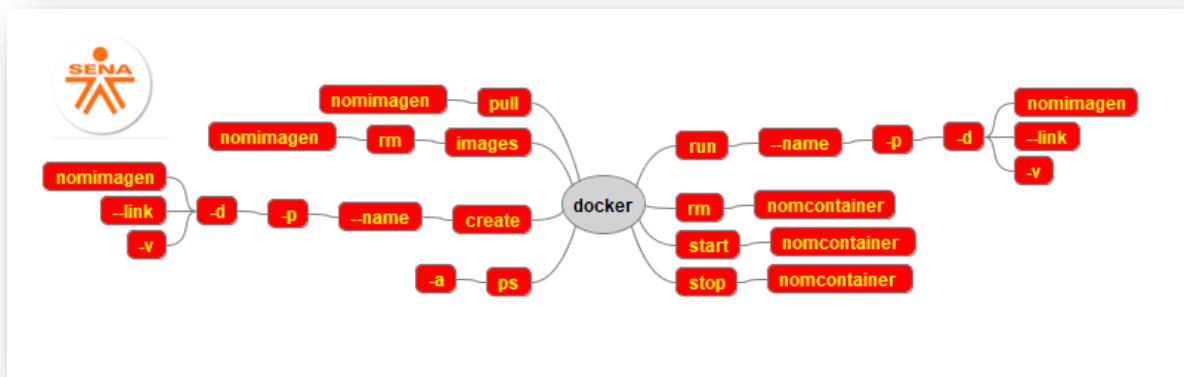 SENA
docker
pull
nomimagen
images
rm
nomimagen
create
--name
-p
-d
nomimagen
--link
-v
ps
-a
run
--name
-p
-d
nomimagen
--link
-v
rm
nomcontainer
start
nomcontainer
stop
nomcontainer